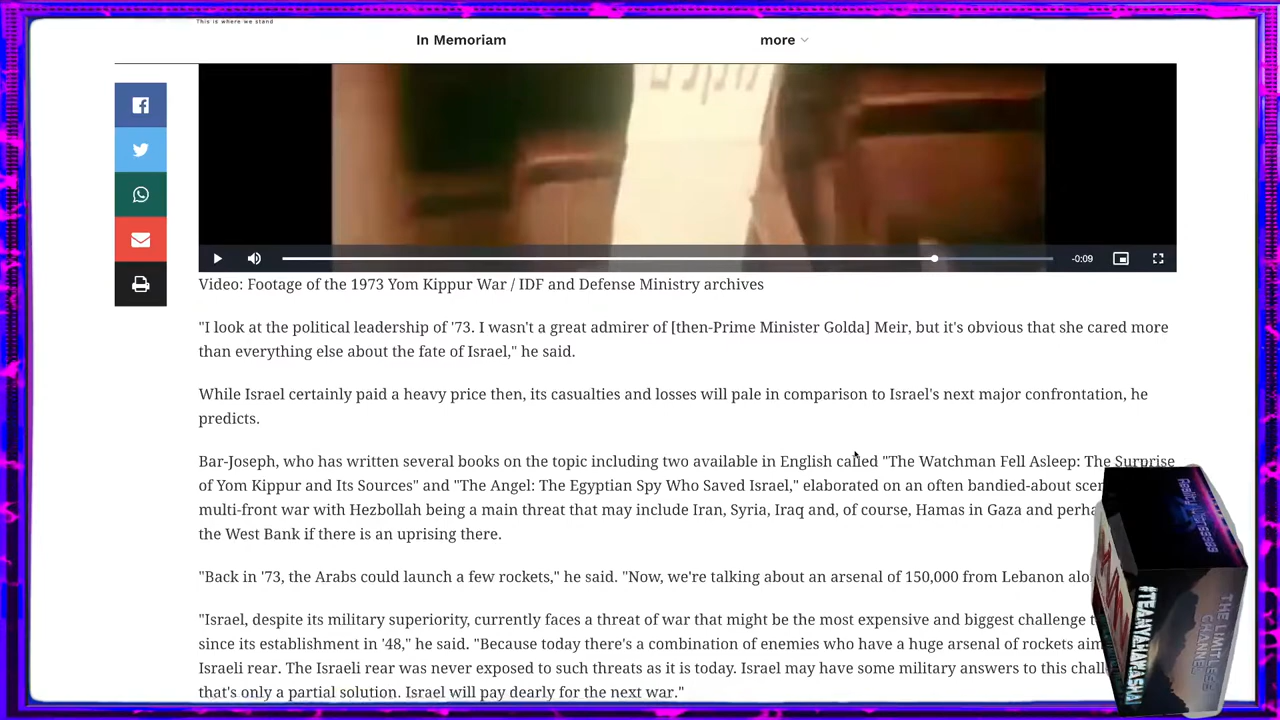 This is where we stand
In Memoriam
more
-0:09
Video: Footage of the 1973 Yom Kippur War / IDF and Defense Ministry archives
"I look at the political leadership of '73. I wasn't a great admirer of [then-Prime Minister Golda] Meir, but it's obvious that she cared more
than everything else about the fate of Israel," he said.
While Israel certainly paid a heavy price then, its casualties and losses will pale in comparison to Israel's next major confrontation, he
predicts.
Bar-Joseph, who has written several books on the topic including two available in English called "The Watchman Fell Asleep: The Surprise
of Yom Kippur and Its Sources" and "The Angel: The Egyptian Spy Who Saved Israel," elaborated on an often bandied-about
multi-front war with Hezbollah being a main threat that may include Iran, Syria, Iraq and, of course, Hamas in Gaza and
the West Bank if there is an uprising there.
"Back in '73, the Arabs could launch a few rockets," he said. "Now, we're talking about an arsenal of 150,000 from Lebanon
"Israel, despite its military superiority, currently faces a threat of war that might be the most expensive and biggest challenge
since its establishment in '48," he said. "Because today there's a combination of enemies who have a huge arsenal of rockets
Israeli rear. The Israeli rear was never exposed to such threats as it is today. Israel may have some military answers to this
that's only a partial solution. Israel will pay dearly for the next war."
THE LIMITLESS
CHANNEL